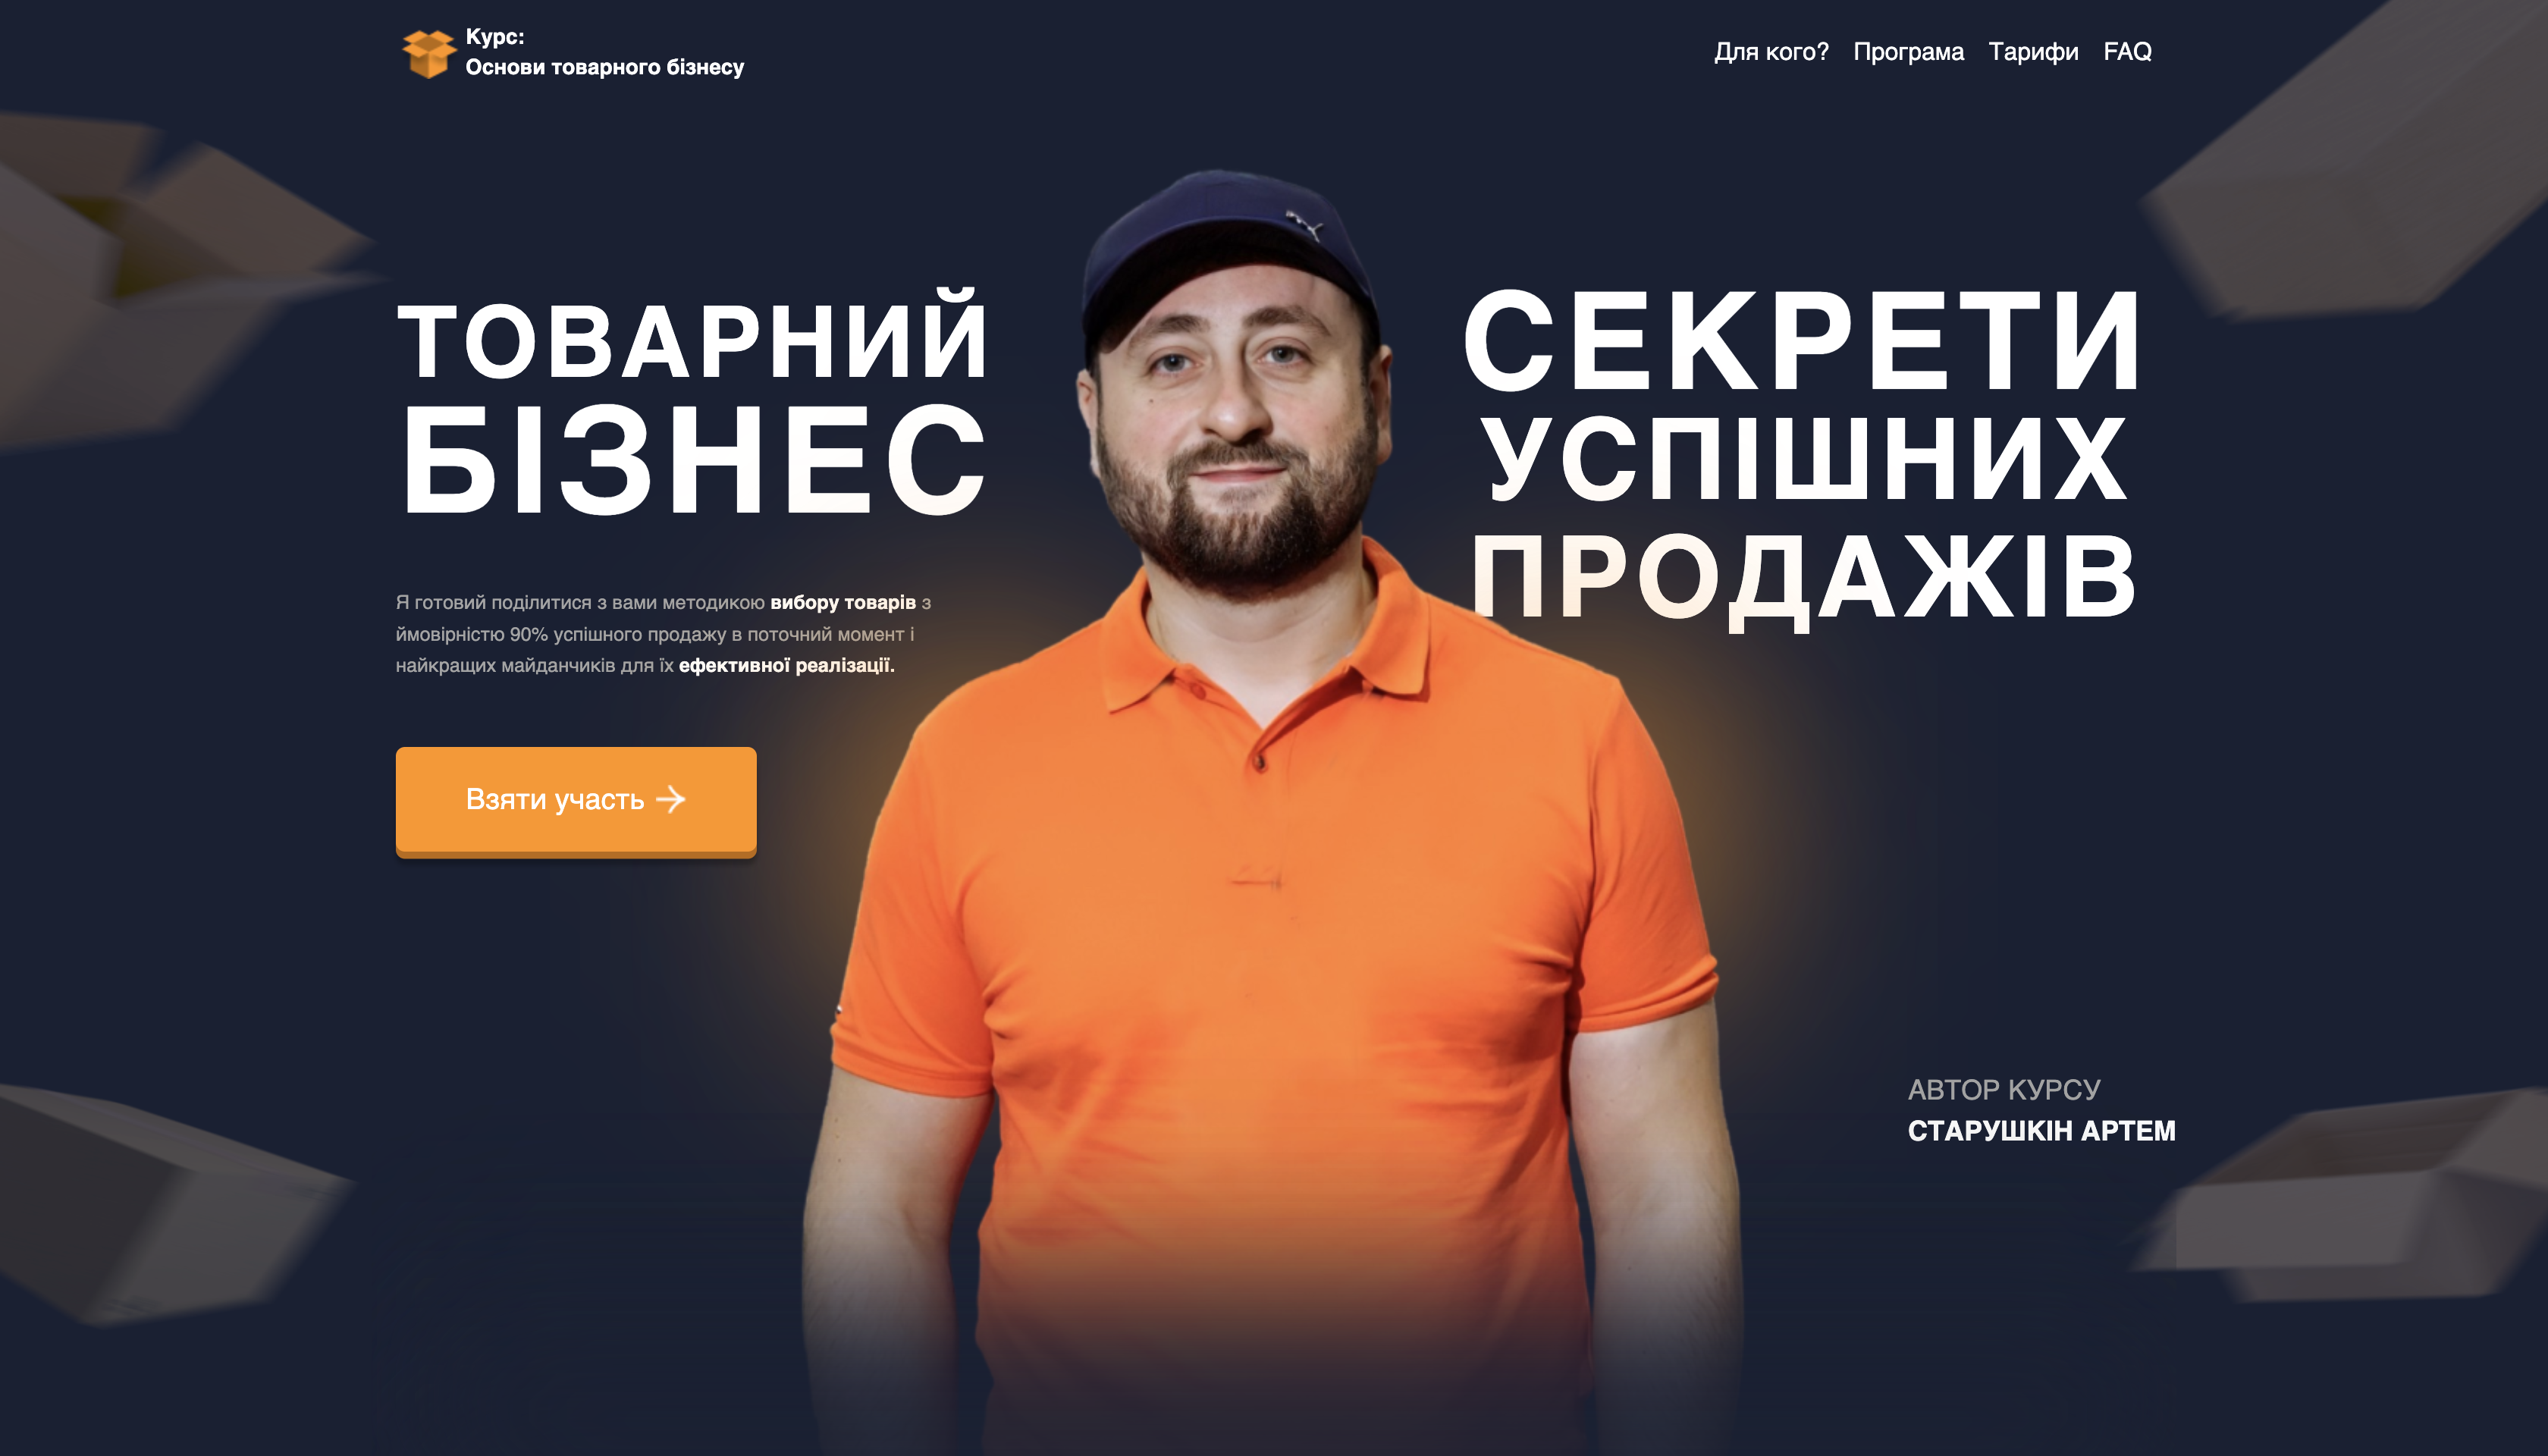 Курс:
Основи товарного бізнесу
Для кого? Програма Тарифи FAQ
ТОВАРНИЙ
БІЗНЕС
СЕКРЕТИ
УСПІШНИХ
ПРОДАЖІВ
Я готовий поділитися з вами методикою вибору товарів з
ймовірністю 90% успішного продажу в поточний момент і
найкращих майданчиків для їх ефективної реалізації.
Взяти участь →
АВТОР КУРСУ
СТАРУШКІН АРТЕМ